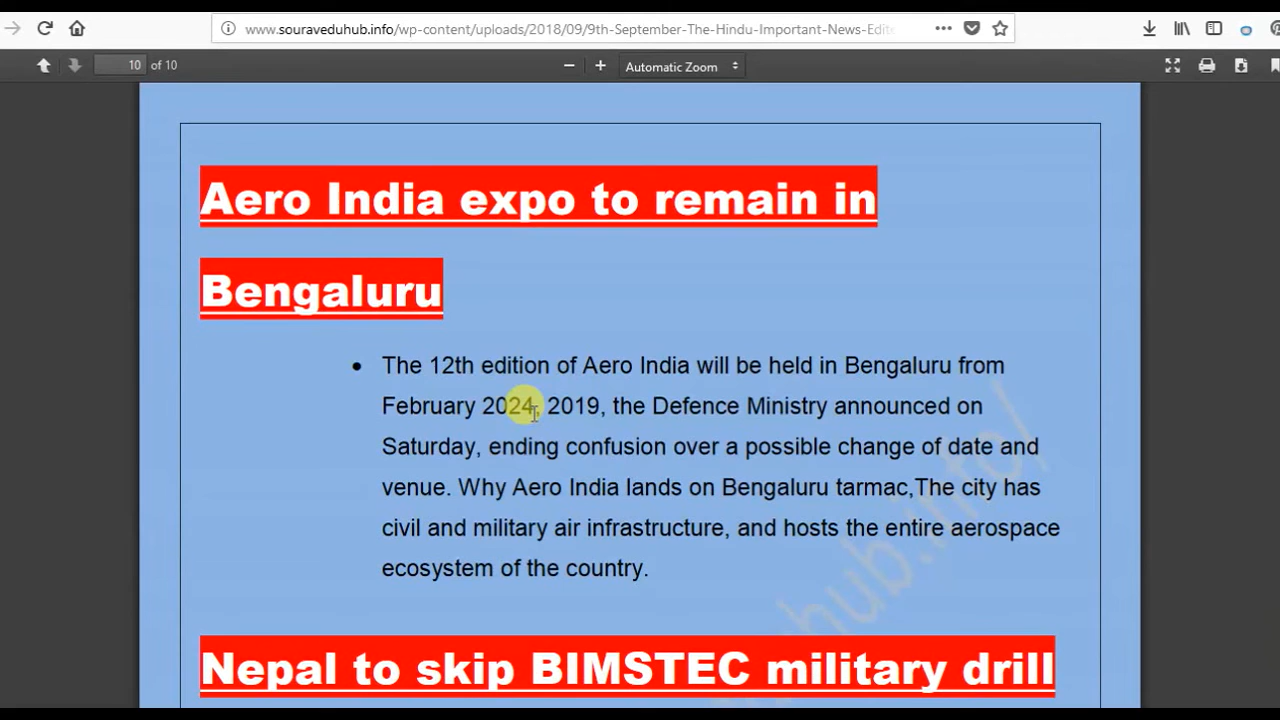 www.souraveduhub.info/wp-content/uploads/2018/09/9th-September-The-Hindu-Important-News-Edit
10 of 10
Automatic Zoom
Aero India expo to remain in
Bengaluru
• The 12th edition of Aero India will be held in Bengaluru from
February 2024, 2019, the Defence Ministry announced on
Saturday, ending confusion over a possible change of date and
venue. Why Aero India lands on Bengaluru tarmac,The city has
civil and military air infrastructure, and hosts the entire aerospace
ecosystem of the country.
hub.info/
Nepal to skip BIMSTEC military drill